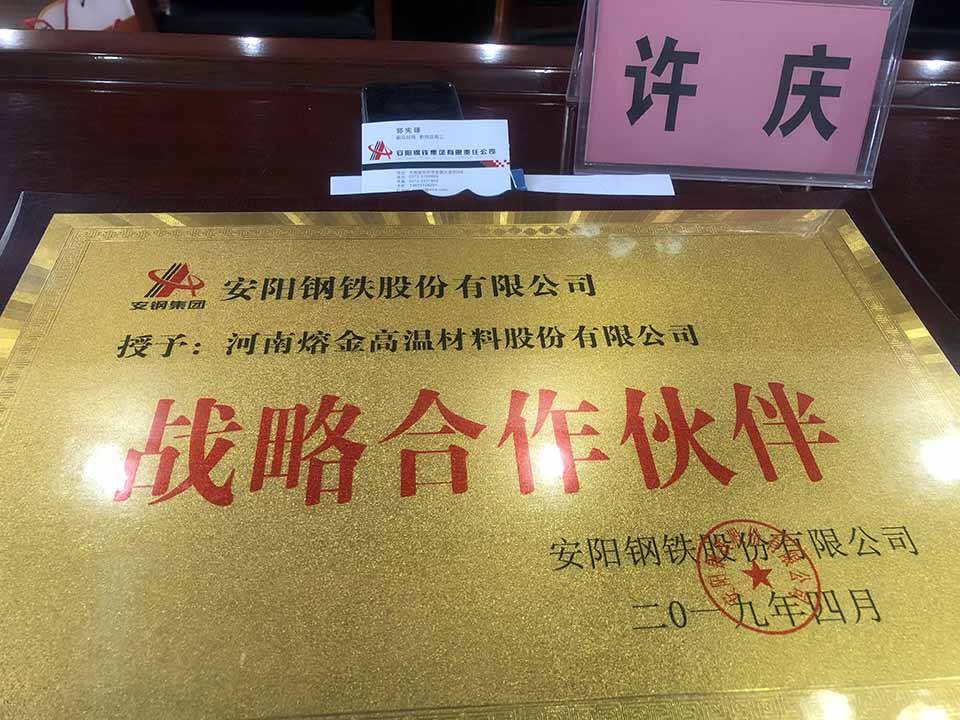 许庆
安阳钢铁集团有限责任公司
安钢集团
安阳钢铁股份有限公司
授予：河南熔金高温材料股份有限公司
战略合作伙伴
安阳钢铁股份有限公司
二0一九年四月